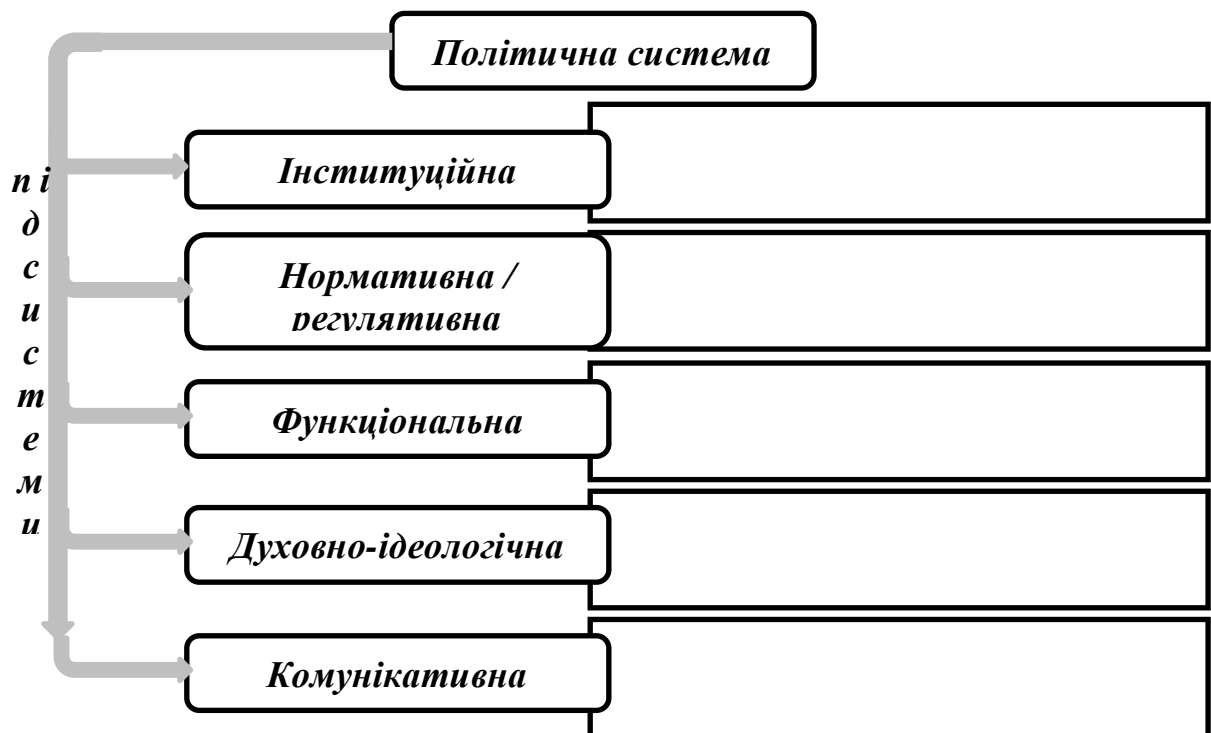 Політична система
п і
д
с
и
с
т
е
м
и
Інституційна
Нормативна /
регулятивна
Функціональна
Духовно-ідеологічна
Комунікативна